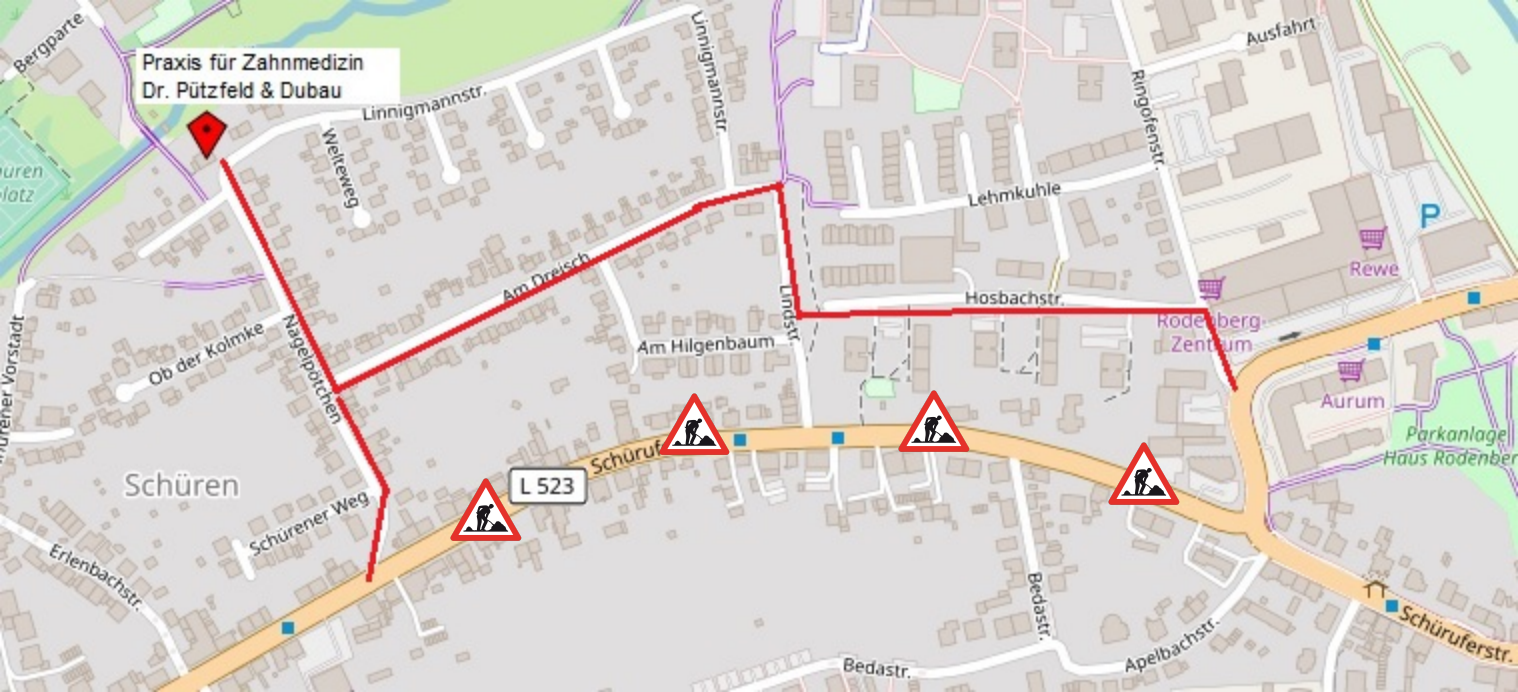 Bergparte
Praxis für Zahnmedizin
Dr. Pützfeld & Dubau
Linnigmannstr.
Linnigmannstr.
Ausfahrt
Ringofenstr.
Welteweg
Lehmkuhle
P
Rewe
Am Dreisch
Lindstr.
Hosbachstr.
Rodenberg-
Zentrum
Nagelpötchen
Ob der Kolmke
Am Hilgenbaum
Aurum
Parkanlage
Haus Rodenber
Schüruf
L 523
Schüren
Schürener Weg
Erlenbachstr.
Bedastr.
Bedastr.
Apelbachstr.
Schüruferstr.